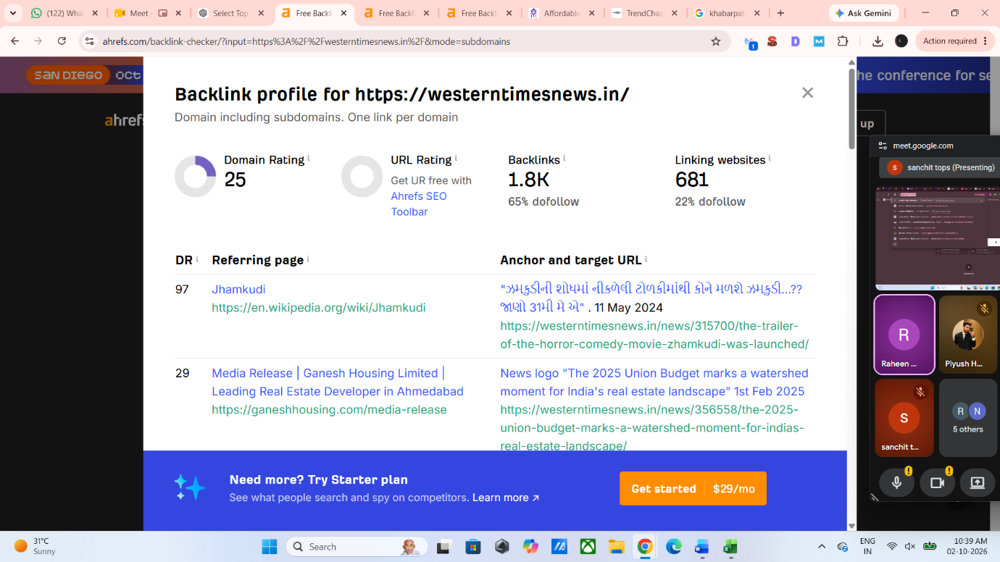 (122) Wha
Meet -
Select Top
Free Backli
Free Backl
Free Backl
Affordable
TrendChas
khabarpat
Ask Gemini
ahrefs.com/backlink-checker/?input=https%3A%2F%2Fwesterntimesnews.in%2F&mode=subdomains
1
Action required
SAN DIEGO OCT
he conference for se
ahrefs
up
Backlink profile for https://westerntimesnews.in/
Domain including subdomains. One link per domain
Domain Rating i
25
URL Rating i
Get UR free with
Ahrefs SEO
Toolbar
Backlinks i
1.8K
65% dofollow
Linking websites i
681
22% dofollow
DR i Referring page i Anchor and target URL i
97
Jhamkudi
https://en.wikipedia.org/wiki/Jhamkudi
"ઝમકુડીની શોધમાં નીકળેલી ટોળકીમાંથી કોને મળશે ઝમકુડી...??
જાણો 31મી મે એ" . 11 May 2024
https://westerntimesnews.in/news/315700/the-trailer-
of-the-horror-comedy-movie-zhamkudi-was-launched/
29
Media Release | Ganesh Housing Limited |
Leading Real Estate Developer in Ahmedabad
https://ganeshhousing.com/media-release
News logo "The 2025 Union Budget marks a watershed
moment for India's real estate landscape" 1st Feb 2025
https://westerntimesnews.in/news/356558/the-2025-
union-budget-marks-a-watershed-moment-for-indias-
real-estate-landscape/
Need more? Try Starter plan
See what people search and spy on competitors. Learn more ↗
Get started $29/mo
meet.google.com
S sanchit tops (Presenting)
R
Raheen ...
Piyush H...
S
sanchit t...
R N
5 others
31°C
Sunny
Search
ENG
IN
10:39 AM
02-10-2026